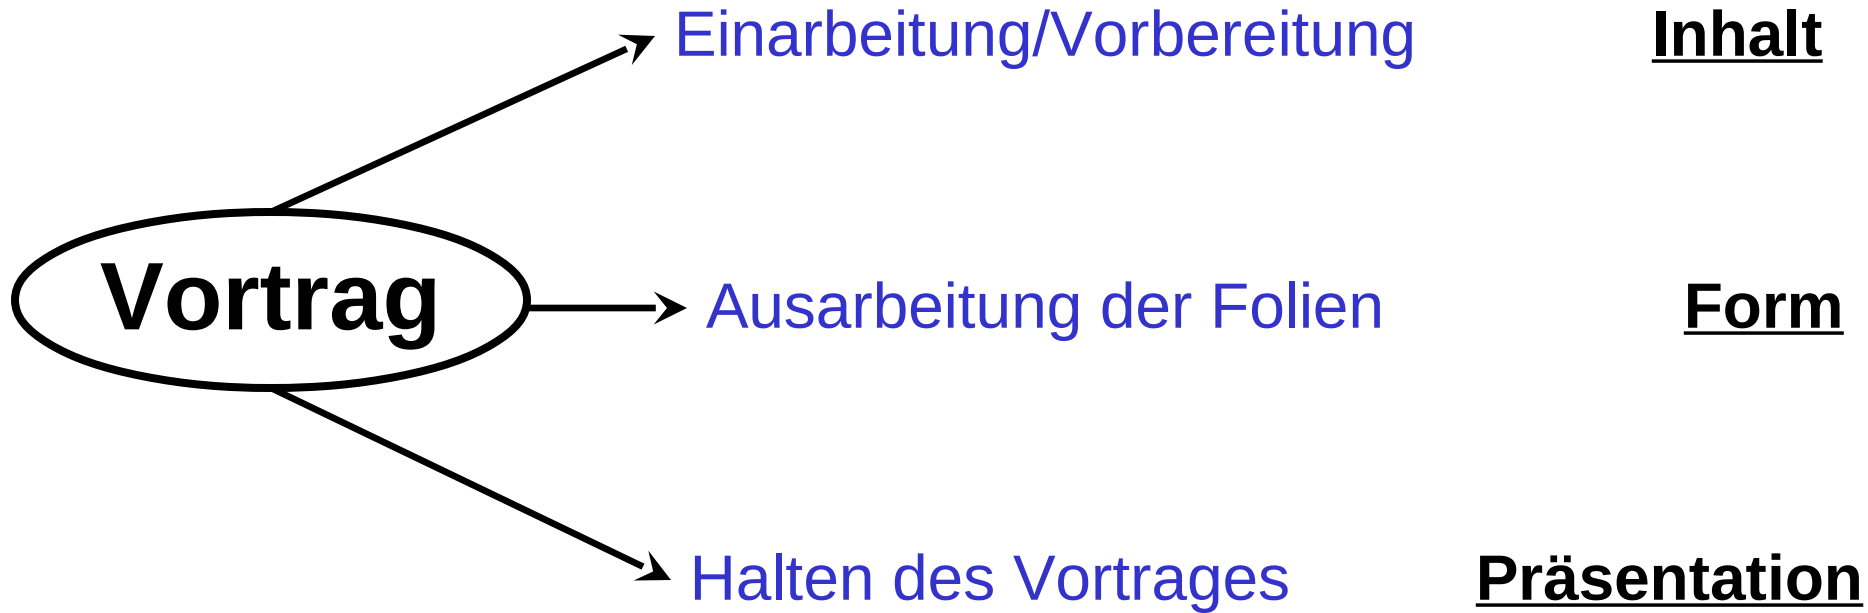 Einarbeitung/Vorbereitung Inhalt
Vortrag
Ausarbeitung der Folien Form
Halten des Vortrages Präsentation